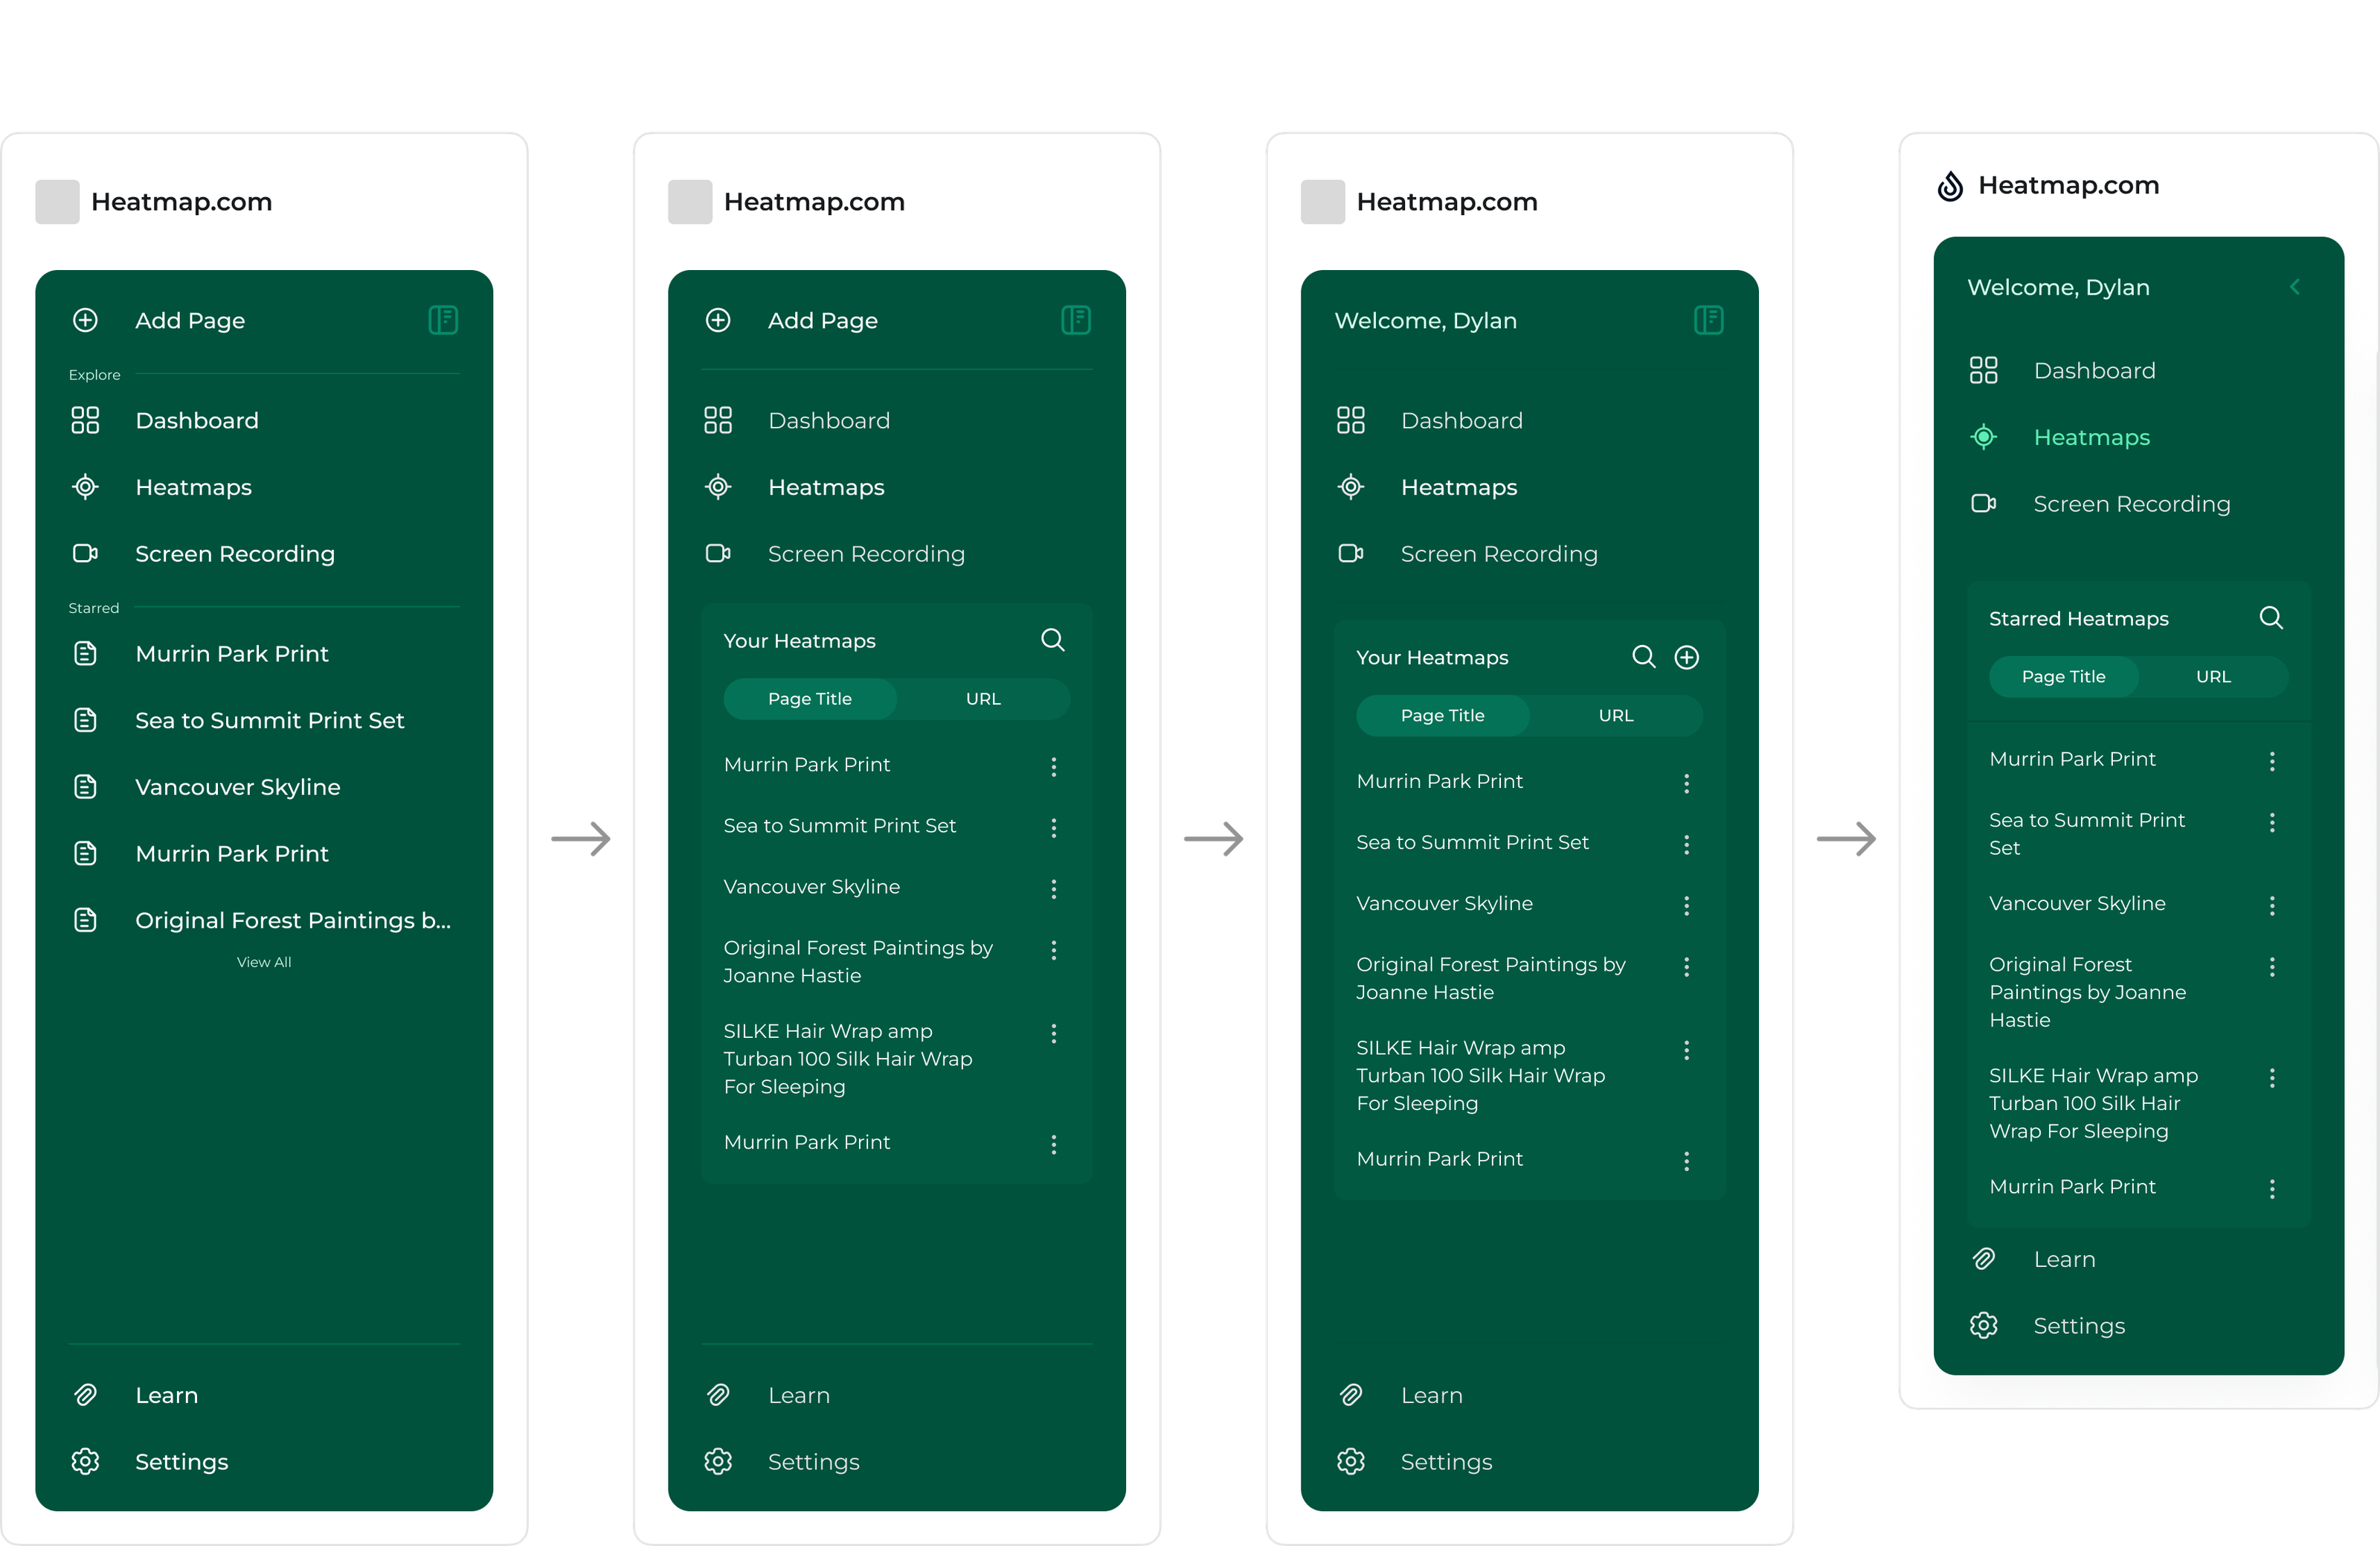 Heatmap.com
Add Page
Explore
Dashboard
Heatmaps
Screen Recording
Starred
Murrin Park Print
Sea to Summit Print Set
Vancouver Skyline
Murrin Park Print
Original Forest Paintings b...
View All
Learn
Settings
Heatmap.com
Add Page
Dashboard
Heatmaps
Screen Recording
Your Heatmaps
Page Title
URL
Murrin Park Print
Sea to Summit Print Set
Vancouver Skyline
Original Forest Paintings by
Joanne Hastie
SILKE Hair Wrap amp
Turban 100 Silk Hair Wrap
For Sleeping
Murrin Park Print
Learn
Settings
Heatmap.com
Welcome, Dylan
Dashboard
Heatmaps
Screen Recording
Your Heatmaps
Page Title
URL
Murrin Park Print
Sea to Summit Print Set
Vancouver Skyline
Original Forest Paintings by
Joanne Hastie
SILKE Hair Wrap amp
Turban 100 Silk Hair Wrap
For Sleeping
Murrin Park Print
Learn
Settings
Heatmap.com
Welcome, Dylan
Dashboard
Heatmaps
Screen Recording
Starred Heatmaps
Page Title
URL
Murrin Park Print
Sea to Summit Print
Set
Vancouver Skyline
Original Forest
Paintings by Joanne
Hastie
SILKE Hair Wrap amp
Turban 100 Silk Hair
Wrap For Sleeping
Murrin Park Print
Learn
Settings